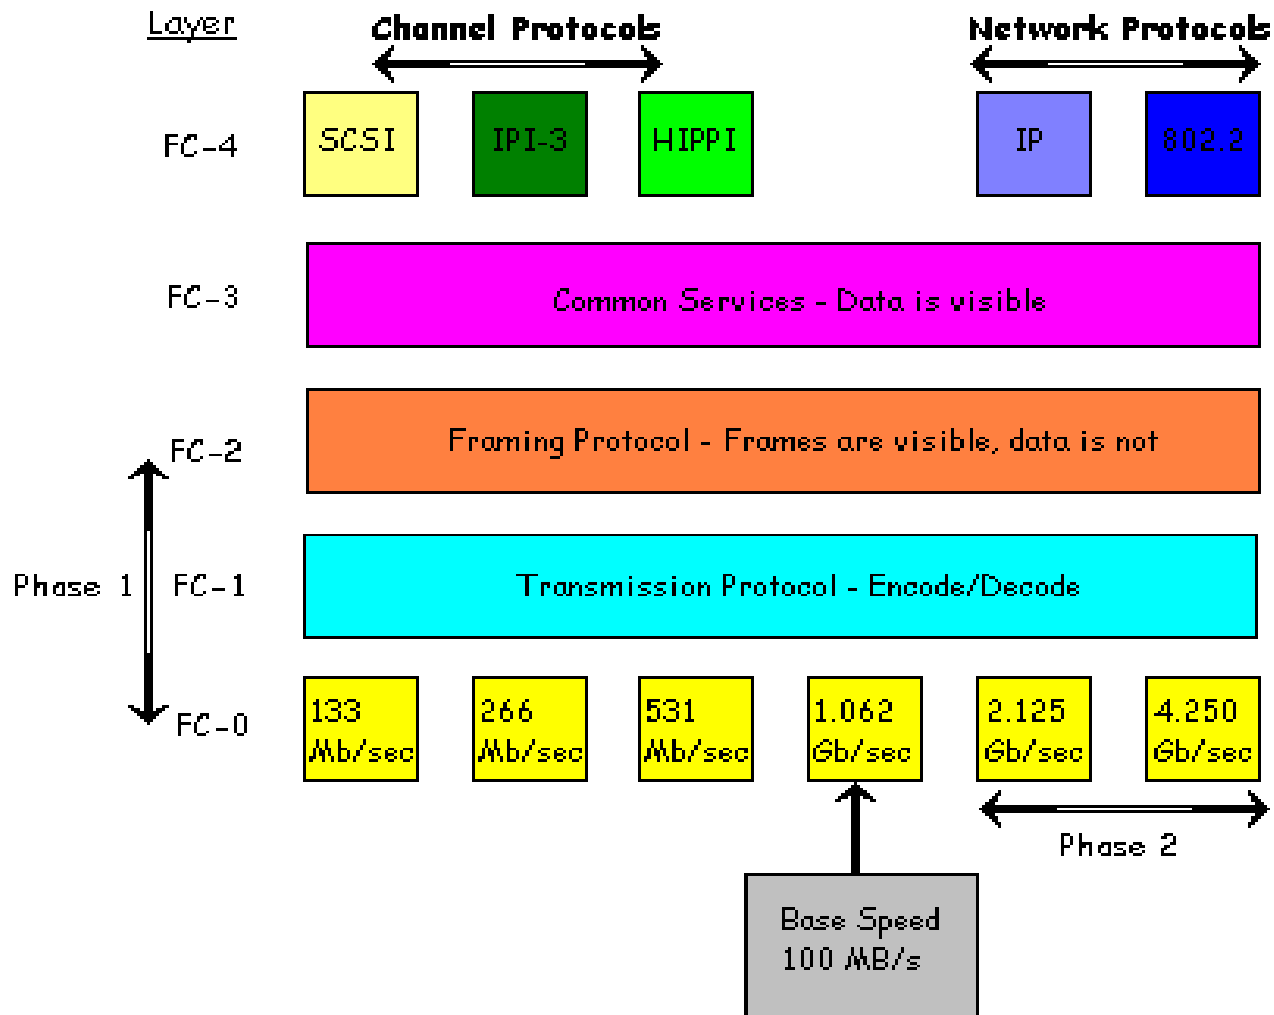 Layer
Channel Protocols
Network Protocols
FC-4
SCSI
IPI-3
HIPPI
IP
802.2
FC-3
Common Services - Data is visible
FC-2
Framing Protocol - Frames are visible, data is not
Phase 1
FC-1
Transmission Protocol - Encode/Decode
FC-0
133
Mb/sec
266
Mb/sec
531
Mb/sec
1.062
Gb/sec
2.125
Gb/sec
4.250
Gb/sec
Phase 2
Base Speed
100 MB/s